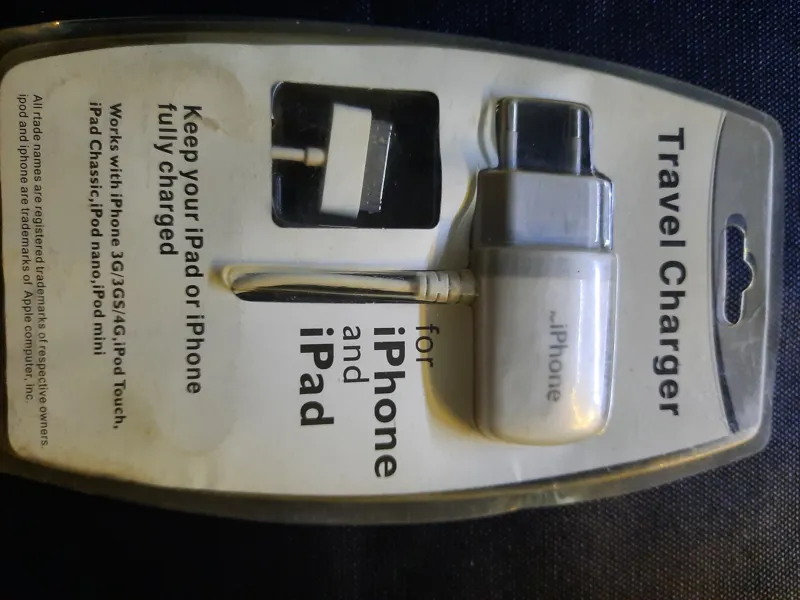 Travel Charger
For iPhone
for
iPhone
and
iPad
Keep your iPad or iPhone
fully charged
Works with iPhone 3G/3GS/4G,iPod Touch,
iPad Chassic,iPod nano,iPod mini
All rtade names are registered trademarks of respective owners.
ipod and iphone are trademarks of Apple computer, Inc.